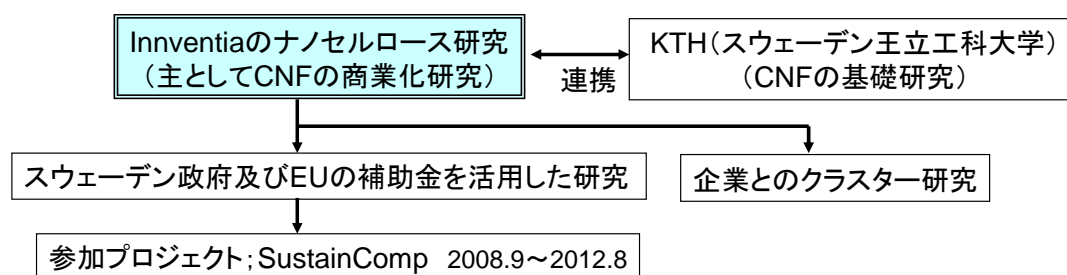 Innventiaのナノセルロース研究
（主としてCNFの商業化研究）
連携
KTH（スウェーデン王立工科大学）
（CNFの基礎研究）
スウェーデン政府及びEUの補助金を活用した研究
企業とのクラスター研究
参加プロジェクト；SustainComp 2008.9～2012.8